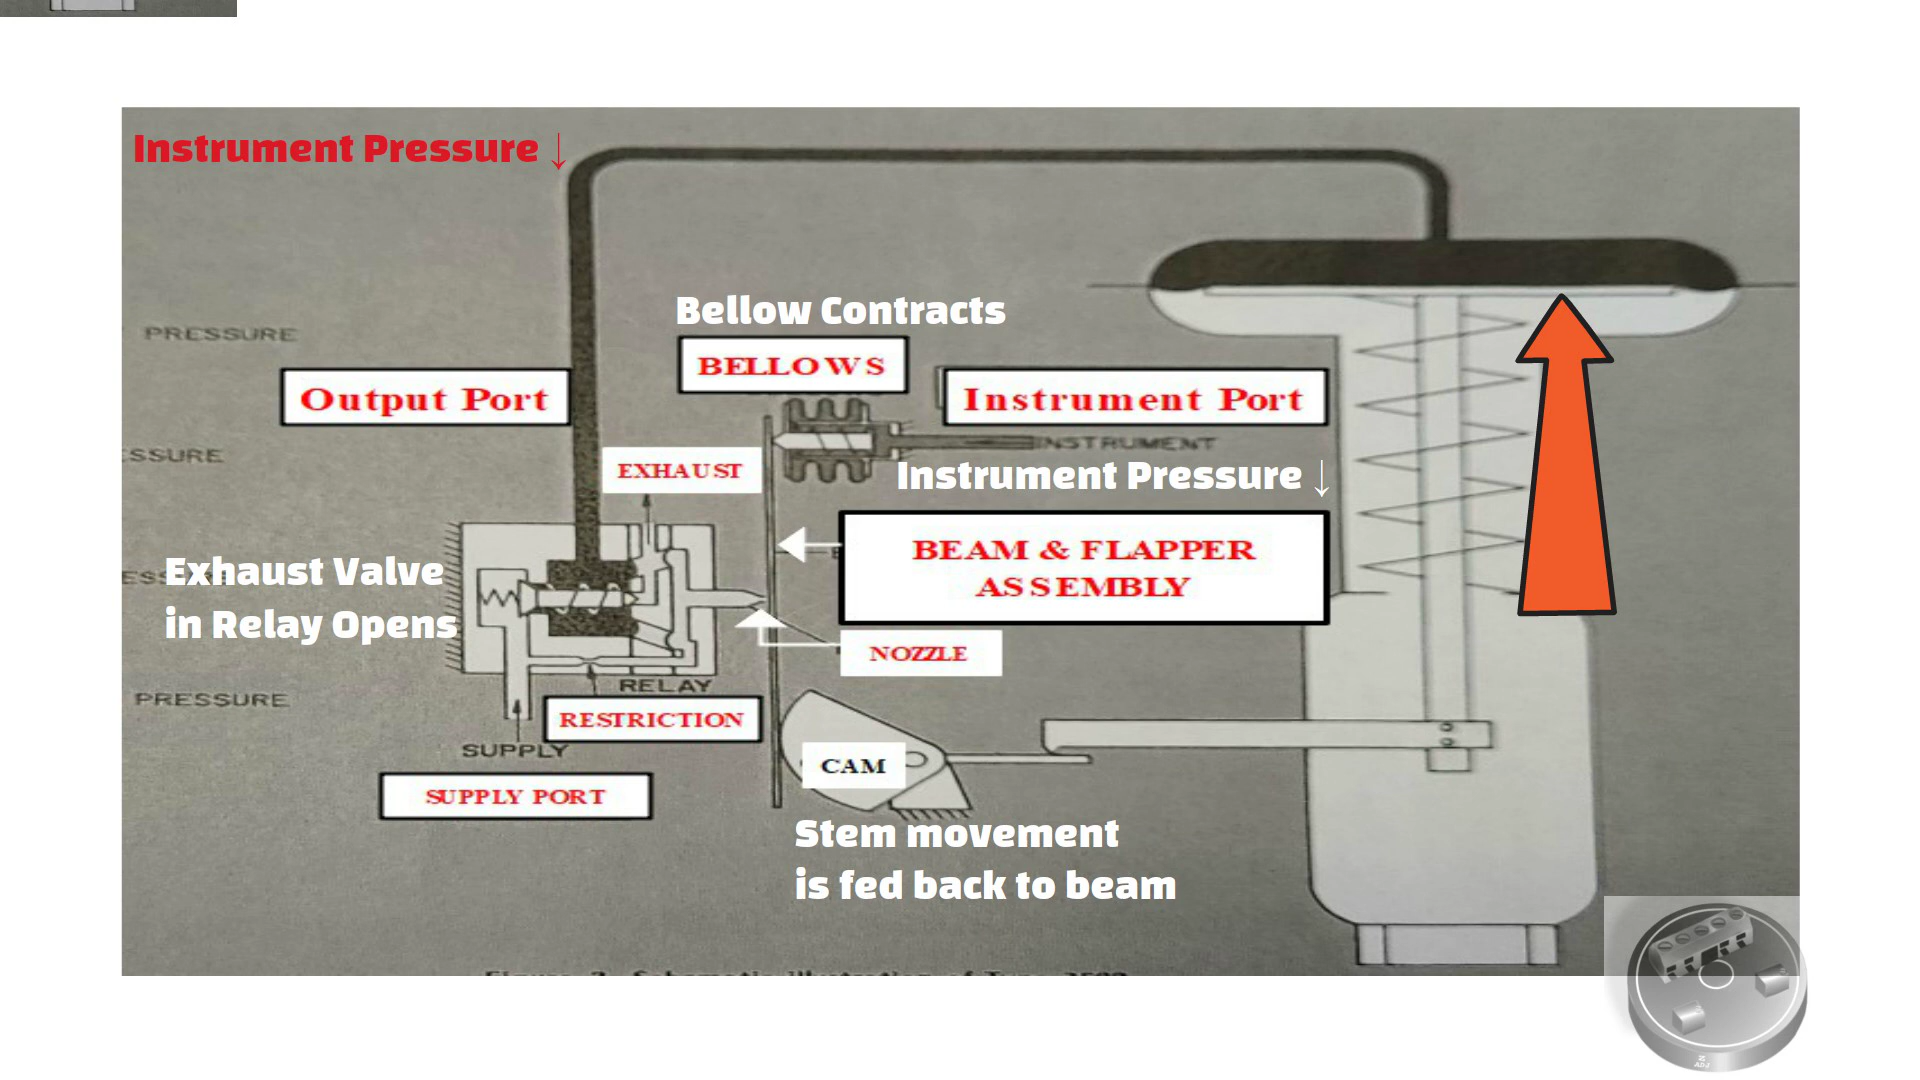 Instrument Pressure ↓
Bellow Contracts
PRESSURE
BELLOWS
Output Port
Instrument Port
INSTRUMENT
SSURE
EXHAUST
Instrument Pressure ↓
BEAM & FLAPPER
ASSEMBLY
Exhaust Valve
in Relay Opens
NOZZLE
RELAY
PRESSURE
RESTRICTION
SUPPLY
CAM
SUPPLY PORT
Stem movement
is fed back to beam